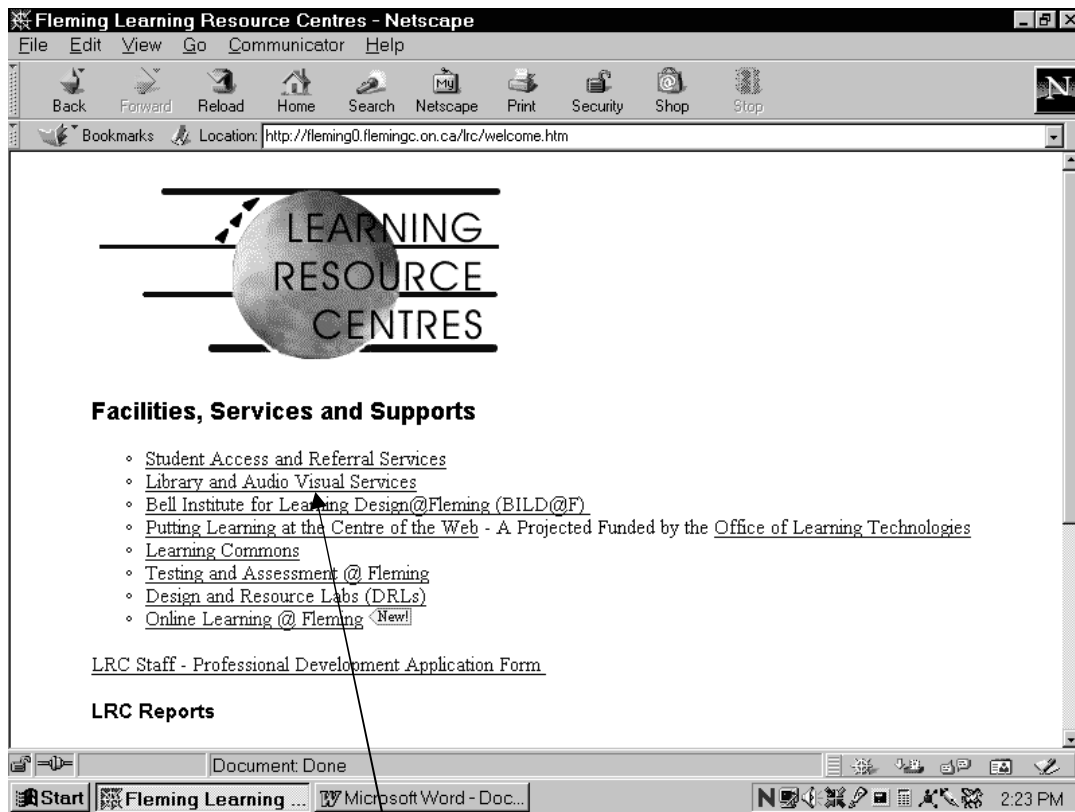 Fleming Learning Resource Centres - Netscape
File Edit View Go Communicator Help
Back Forward Reload Home Search Netscape Print Security Shop Stop
My
N
Bookmarks Location: http://fleming0.flemingc.on.ca/lrc/welcome.htm
LEARNING
RESOURCE
CENTRES
Facilities, Services and Supports
Student Access and Referral Services
Library and Audio Visual Services
Bell Institute for Learning Design@Fleming (BILD@F)
Putting Learning at the Centre of the Web - A Projected Funded by the Office of Learning Technologies
Learning Commons
Testing and Assessment @ Fleming
Design and Resource Labs (DRLs)
Online Learning @ Fleming New!
LRC Staff - Professional Development Application Form
LRC Reports
Document: Done
Start Fleming Learning ... Microsoft Word - Doc... N 2:23 PM